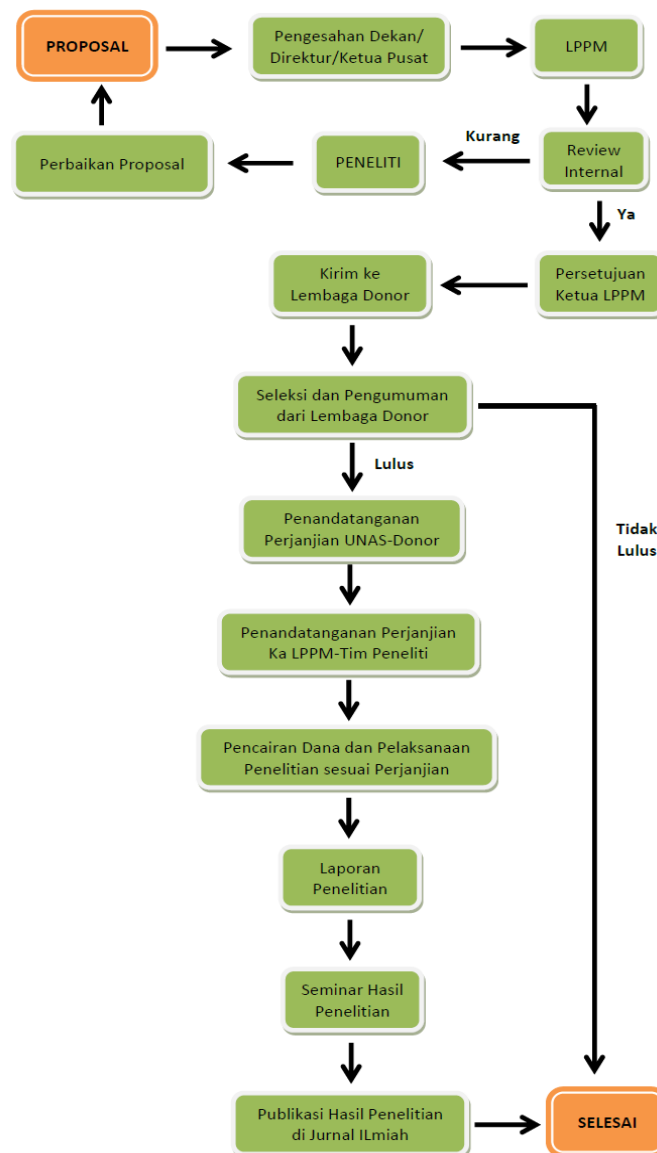 PROPOSAL
Pengesahan Dekan/
Direktur/Ketua Pusat
LPPM
Perbaikan Proposal
PENELITI
Kurang
Review
Internal
Ya
Kirim ke
Lembaga Donor
Persetujuan
Ketua LPPM
Seleksi dan Pengumuman
dari Lembaga Donor
Lulus
Penandatanganan
Perjanjian UNAS-Donor
Tidak
Lulus
Penandatanganan Perjanjian
Ka LPPM-Tim Peneliti
Pencairan Dana dan Pelaksanaan
Penelitian sesuai Perjanjian
Laporan
Penelitian
Seminar Hasil
Penelitian
Publikasi Hasil Penelitian
di Jurnal ILmiah
SELESAI